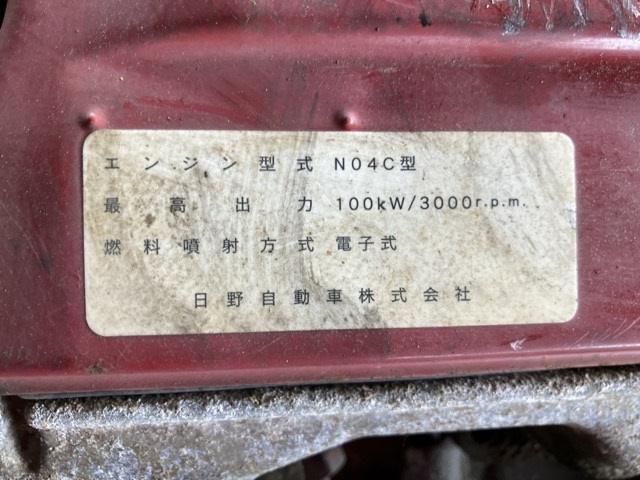 エンジン型式 N04C型
最高出力 100kW/3000r.p.m.
燃料噴射方式 電子式
日野自動車株式会社